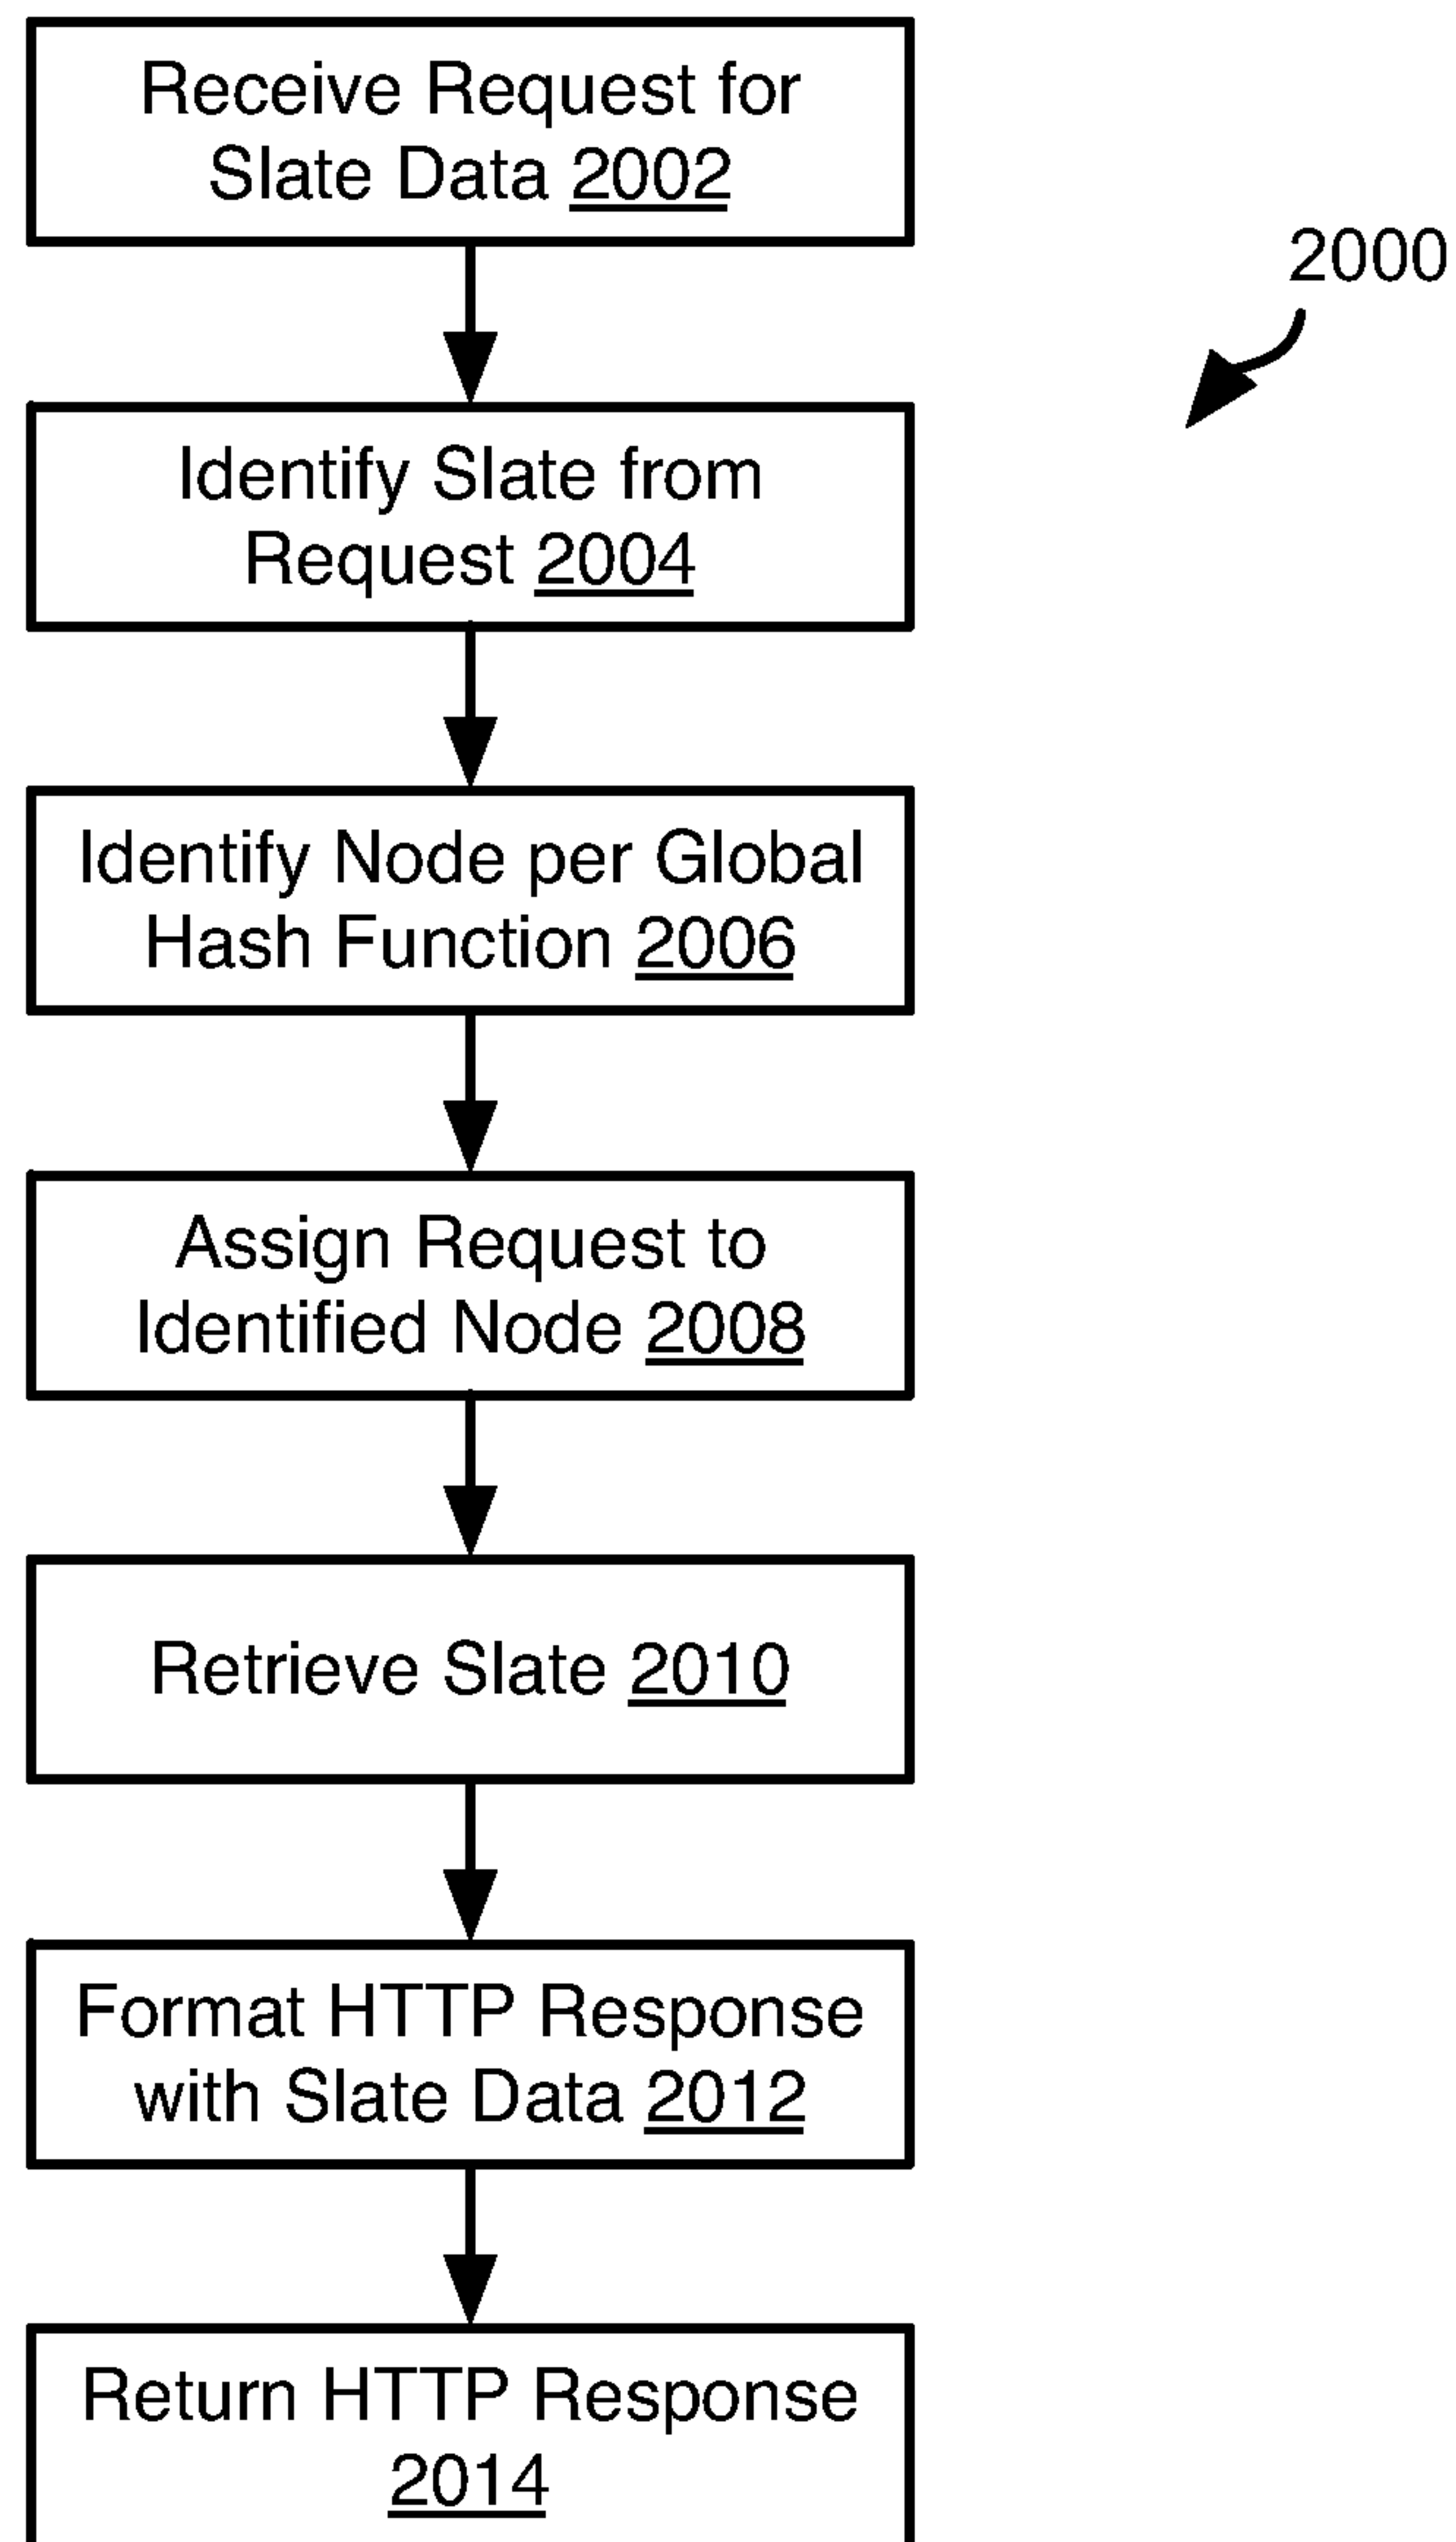 Receive Request for
Slate Data 2002
2000
Identify Slate from
Request 2004
Identify Node per Global
Hash Function 2006
Assign Request to
Identified Node 2008
Retrieve Slate 2010
Format HTTP Response
with Slate Data 2012
Return HTTP Response
2014